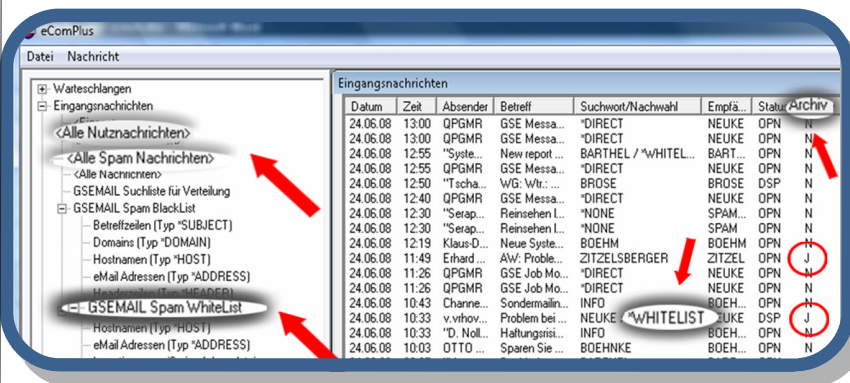 eComPlus
Datei Nachricht
Warteschlangen
Eingangsnachrichten
<Alle Nutznachrichten>
<Alle Spam Nachrichten>
<Alle Nachrichten>
GSEMAIL Suchliste für Verteilung
GSEMAIL Spam BlackList
Betreffzeilen (Typ *SUBJECT)
Domains (Typ *DOMAIN)
Hostnamen (Typ *HOST)
eMail Adressen (Typ *ADDRESS)
Headerzeilen (Typ *HEADER)
GSEMAIL Spam WhiteList
Hostnamen (Typ *HOST)
eMail Adressen (Typ *ADDRESS)
Eingangsnachrichten
Datum Zeit Absender Betreff Suchwort/Nachwahl Empfä... Status Archiv
24.06.08 13:00 QPGMR GSE Messa... *DIRECT NEUKE OPN N
24.06.08 13:00 QPGMR GSE Messa... *DIRECT NEUKE OPN N
24.06.08 12:55 "Syste... New report ... BARTHEL / *WHITEL... BART... OPN N
24.06.08 12:55 QPGMR GSE Messa... *DIRECT NEUKE OPN N
24.06.08 12:50 "Tscha... WG: Wtr.: ... BROSE BROSE DSP N
24.06.08 12:40 QPGMR GSE Messa... *DIRECT NEUKE OPN N
24.06.08 12:30 "Serap... Reinsehen l... *NONE SPAM... OPN N
24.06.08 12:30 "Serap... Reinsehen l... *NONE SPAM OPN N
24.06.08 12:19 Klaus-D... Neue Syste... BOEHM BOEHM OPN N
24.06.08 11:49 Erhard ... AW: Proble... ZITZELSBERGER ZITZEL OPN J
24.06.08 11:26 QPGMR GSE Job Mo... *DIRECT NEUKE OPN N
24.06.08 11:26 QPGMR GSE Job Mo... *DIRECT NEUKE OPN N
24.06.08 10:43 Channe... Sondermailin... INFO BOEH... OPN N
24.06.08 10:33 v.vrhov... Problem bei ... NEUKE *WHITELIST NEUKE DSP J
24.06.08 10:33 "D. Noll... Haftungsrisi... INFO BOEH... OPN N
24.06.08 10:03 OTTO ... Sparen Sie ... BOEHNKE BOEH... OPN N